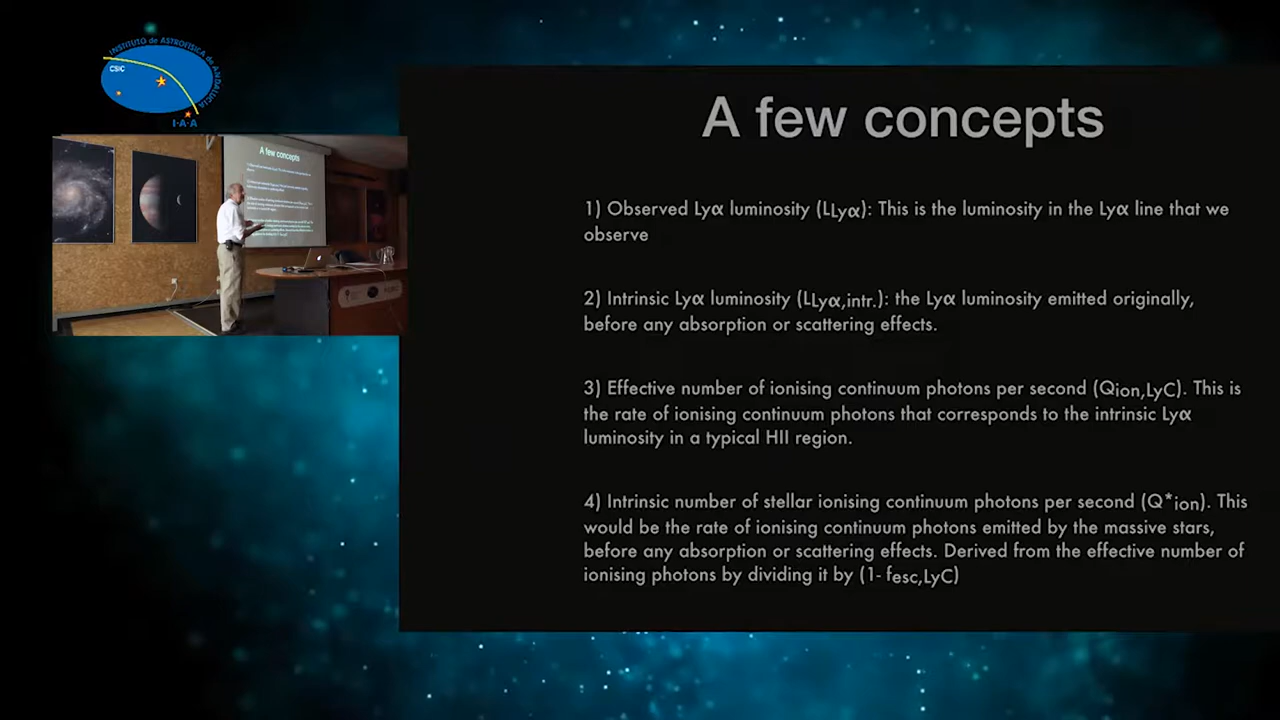 INSTITUTO de ASTROFISICA de ANDALUCIA
CSIC
I·A·A
A few concepts
A few concepts
1) Observed Lyα luminosity (LLyα): This is the luminosity in the Lyα line that we
observe
2) Intrinsic Lyα luminosity (LLyα,intr.): the Lyα luminosity emitted originally,
before any absorption or scattering effects.
3) Effective number of ionising continuum photons per second (Qion,LyC). This is
the rate of ionising continuum photons that corresponds to the intrinsic Lyα
luminosity in a typical HII region.
4) Intrinsic number of stellar ionising continuum photons per second (Q*ion). This
would be the rate of ionising continuum photons emitted by the massive stars,
before any absorption or scattering effects. Derived from the effective number of
ionising photons by dividing it by (1- fesc,LyC)